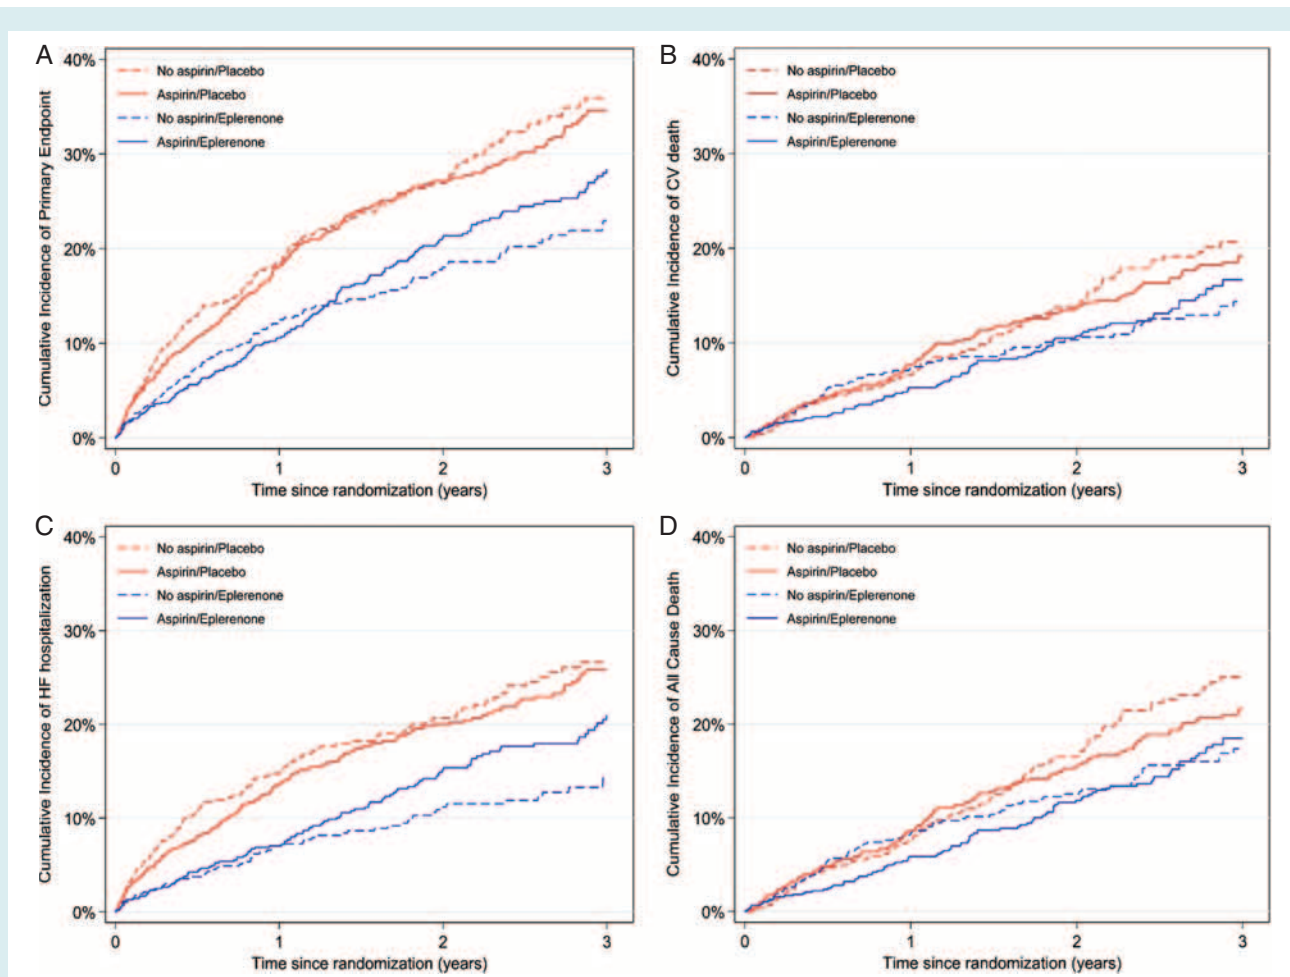 A
40%
30%
20%
10%
0%
Cumulative Incidence of Primary Endpoint
No aspirin/Placebo
Aspirin/Placebo
No aspirin/Eplerenone
Aspirin/Eplerenone
0 1 2 3
Time since randomization (years)
B
40%
30%
20%
10%
0%
Cumulative Incidence of CV death
No aspirin/Placebo
Aspirin/Placebo
No aspirin/Eplerenone
Aspirin/Eplerenone
0 1 2 3
Time since randomization (years)
C
40%
30%
20%
10%
0%
Cumulative Incidence of HF hospitalization
No aspirin/Placebo
Aspirin/Placebo
No aspirin/Eplerenone
Aspirin/Eplerenone
0 1 2 3
Time since randomization (years)
D
40%
30%
20%
10%
0%
Cumulative Incidence of All Cause Death
No aspirin/Placebo
Aspirin/Placebo
No aspirin/Eplerenone
Aspirin/Eplerenone
0 1 2 3
Time since randomization (years)